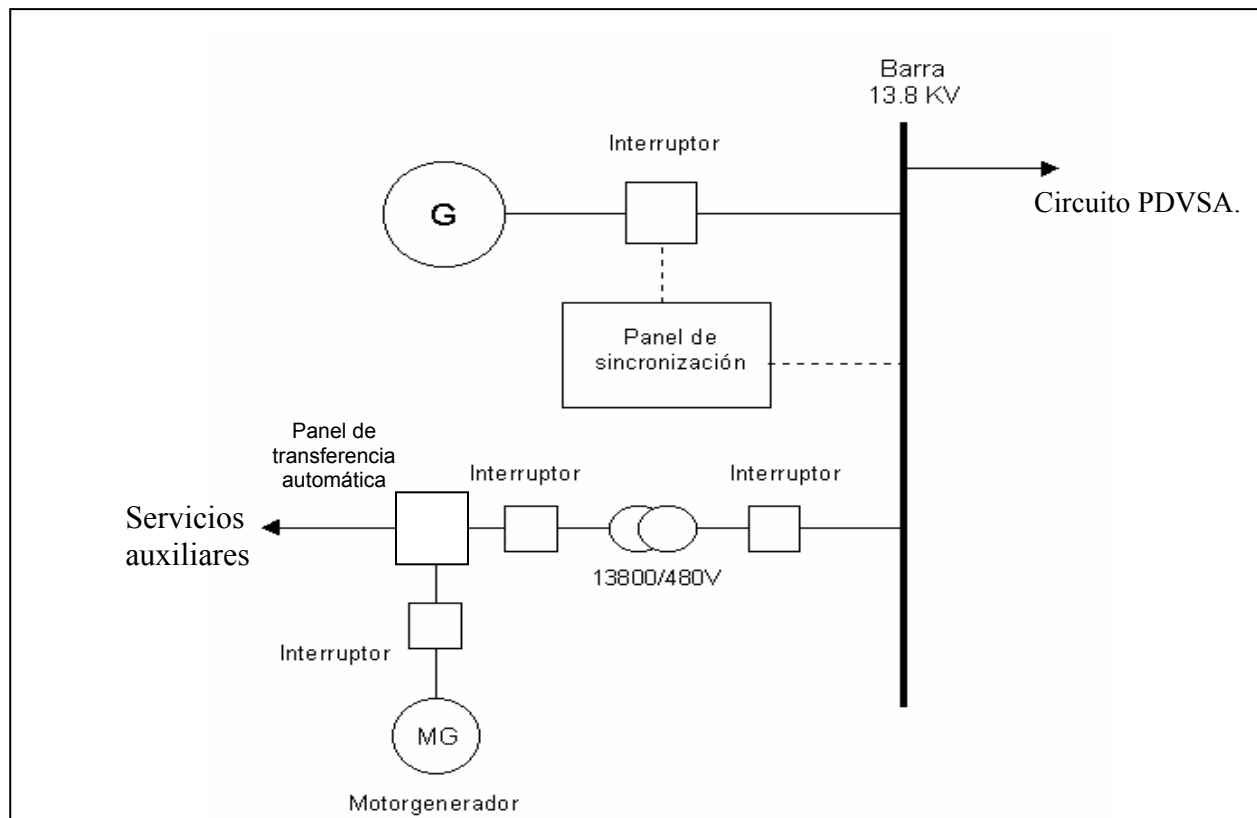 Barra
13.8 KV
Interruptor
Circuito PDVSA.
G
Panel de
sincronización
Panel de
transferencia
automática
Interruptor
Interruptor
Servicios
auxiliares
13800/480V
Interruptor
MG
Motorgenerador